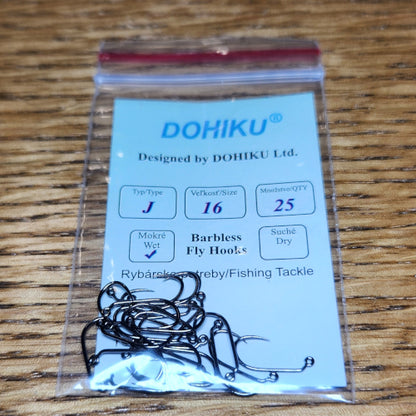 DOHIKU®
Designed by DOHIKU Ltd.
Typ/Type Veľkosť/Size Množstvo/QTY
J 16 25
Mokré Barbless Suché
Wet Fly Hooks Dry
✓
Rybárske potreby/Fishing Tackle